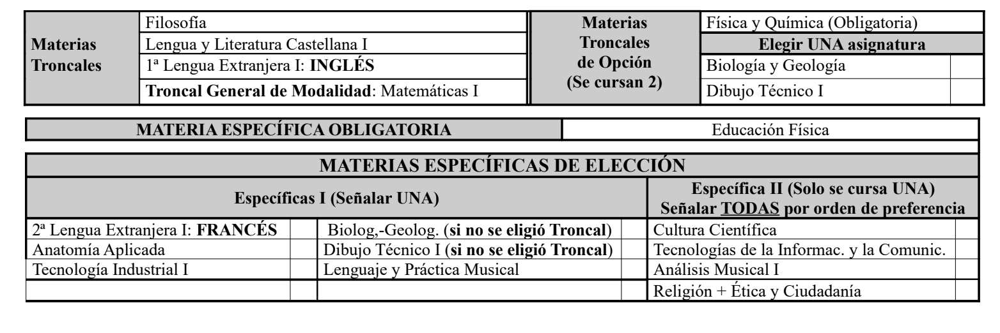 Materias
Troncales
Filosofía
Lengua y Literatura Castellana I
1ª Lengua Extranjera I: INGLÉS
Troncal General de Modalidad: Matemáticas I
Materias
Troncales
de Opción
(Se cursan 2)
Física y Química (Obligatoria)
Elegir UNA asignatura
Biología y Geología
Dibujo Técnico I
MATERIA ESPECÍFICA OBLIGATORIA
Educación Física
MATERIAS ESPECÍFICAS DE ELECCIÓN
Específicas I (Señalar UNA)
Específica II (Solo se cursa UNA)
Señalar TODAS por orden de preferencia
2ª Lengua Extranjera I: FRANCÉS
Biolog,-Geolog. (si no se eligió Troncal)
Cultura Científica
Anatomía Aplicada
Dibujo Técnico I (si no se eligió Troncal)
Tecnologías de la Informac. y la Comunic.
Tecnología Industrial I
Lenguaje y Práctica Musical
Análisis Musical I
Religión + Ética y Ciudadanía